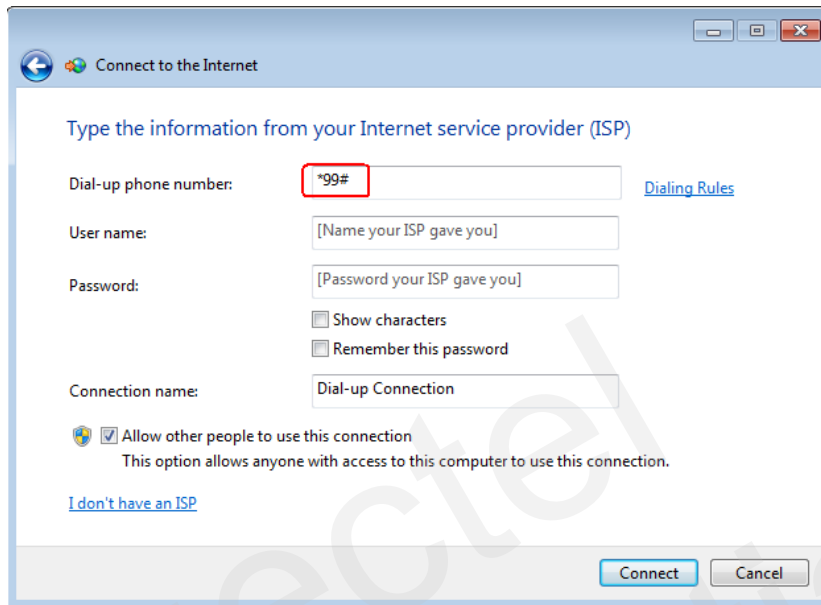 Connect to the Internet
Type the information from your Internet service provider (ISP)
Dial-up phone number:
*99#
Dialing Rules
User name:
[Name your ISP gave you]
Password:
[Password your ISP gave you]
Show characters
Remember this password
Connection name:
Dial-up Connection
Allow other people to use this connection
This option allows anyone with access to this computer to use this connection.
I don't have an ISP
Connect
Cancel
ectel